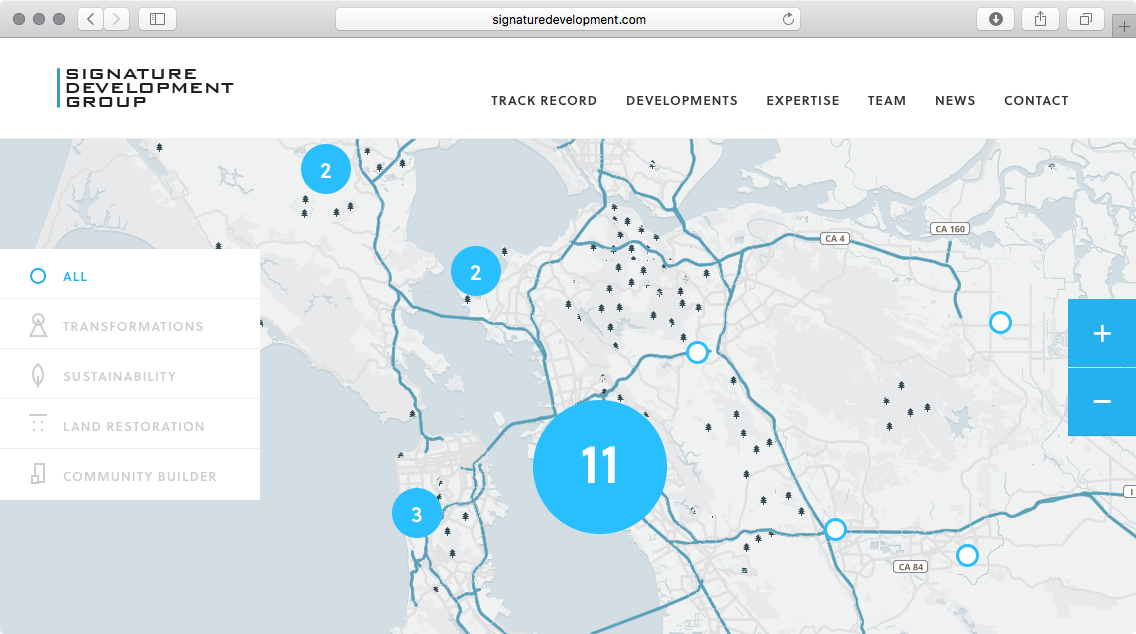 signaturedevelopment.com
SIGNATURE
DEVELOPMENT
GROUP
TRACK RECORD DEVELOPMENTS EXPERTISE TEAM NEWS CONTACT
2
CA 160
CA 4
2
ALL
TRANSFORMATIONS
SUSTAINABILITY
LAND RESTORATION
COMMUNITY BUILDER
+
−
11
3
I
CA 84